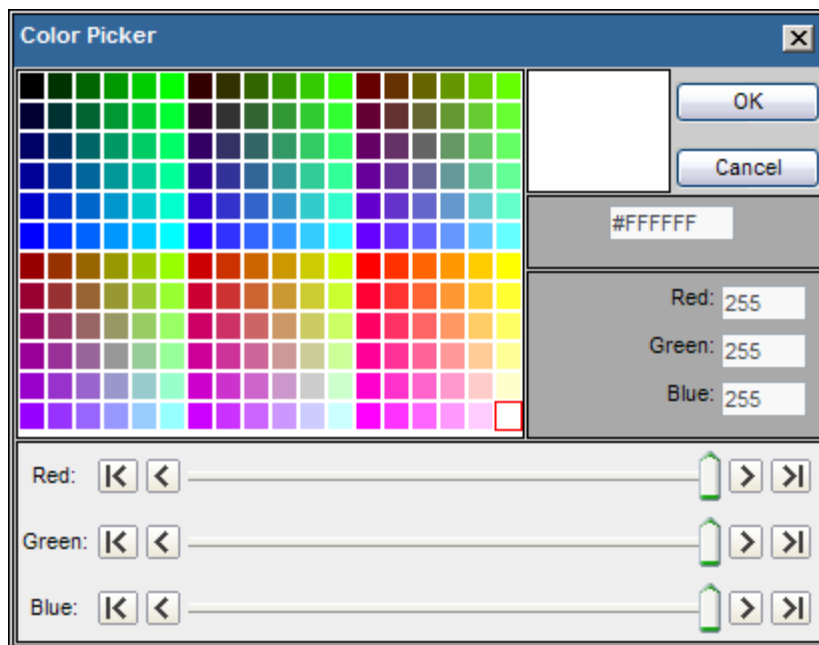 Color Picker
OK
Cancel
#FFFFFF
Red: 255
Green: 255
Blue: 255
Red:
Green:
Blue: